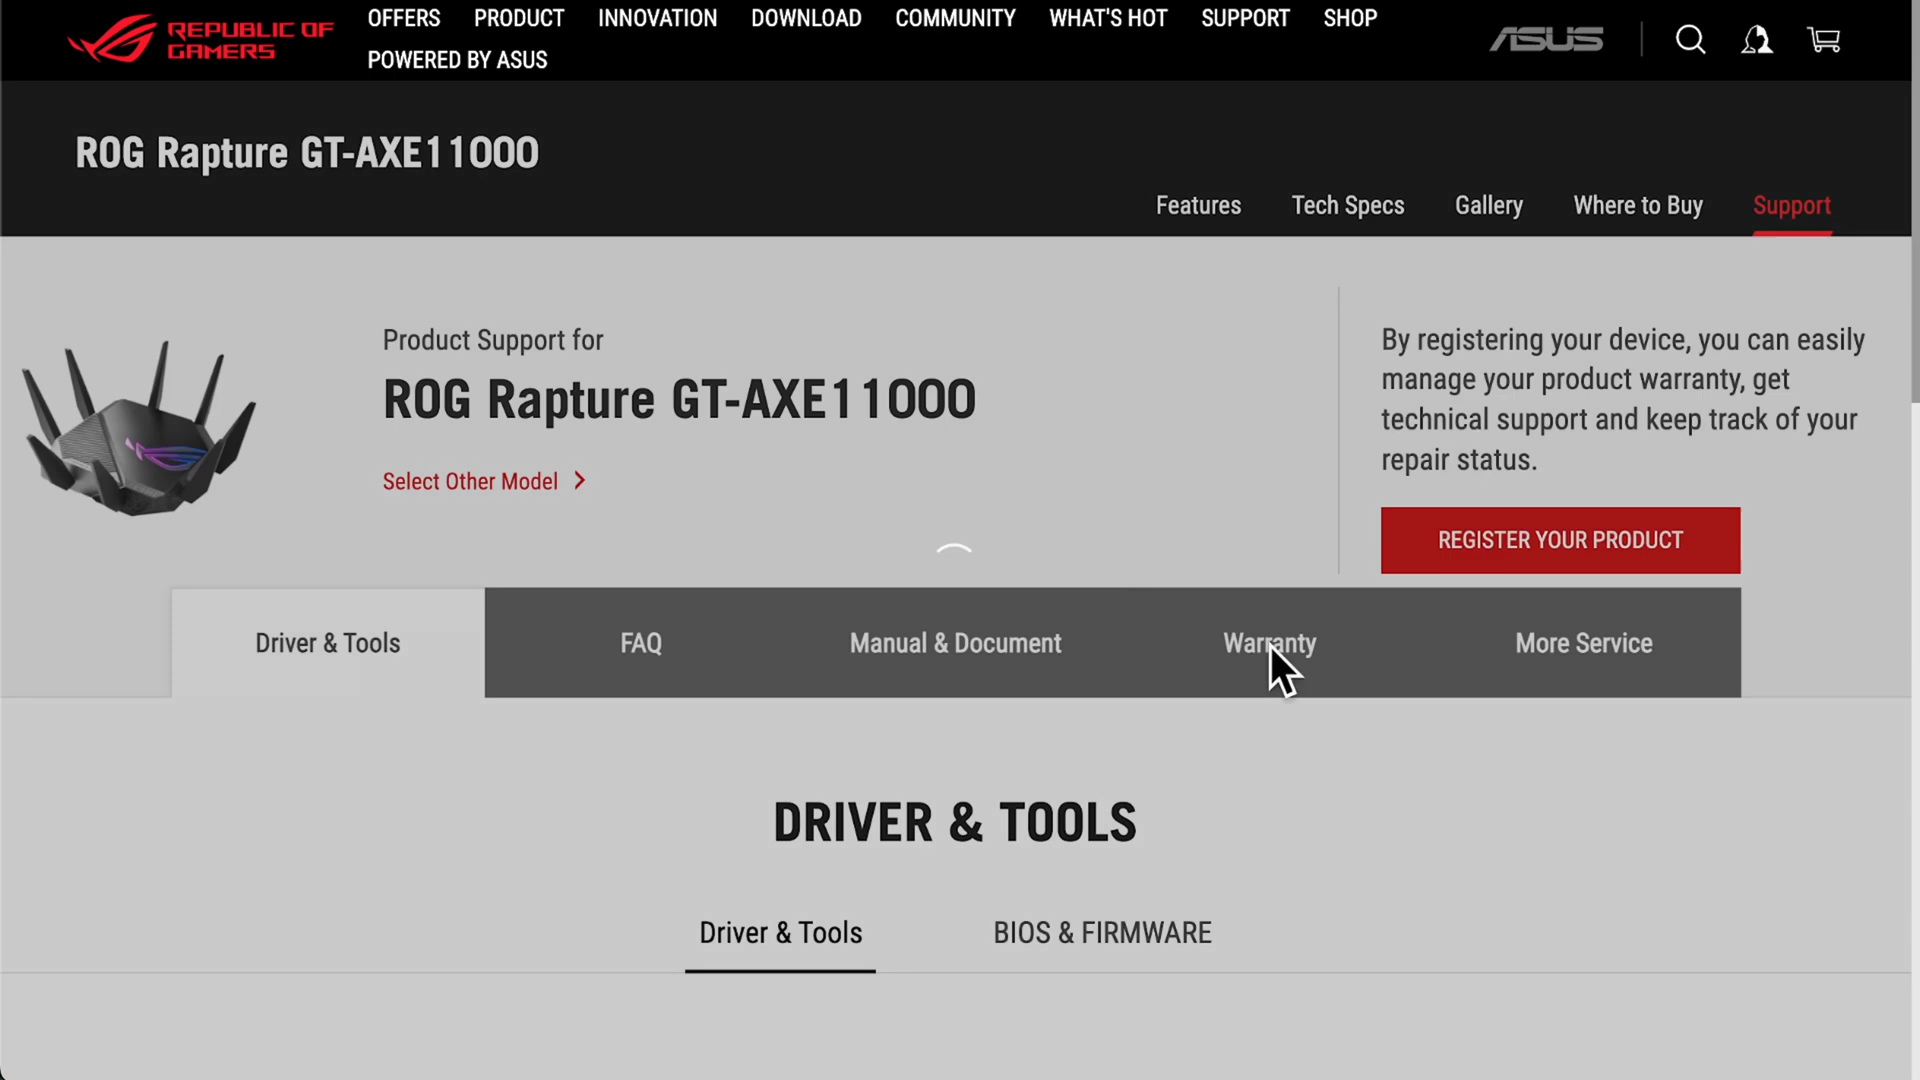 REPUBLIC OF
GAMERS
OFFERS PRODUCT INNOVATION DOWNLOAD COMMUNITY WHAT'S HOT SUPPORT SHOP
POWERED BY ASUS
ASUS
ROG Rapture GT-AXE11000
Features Tech Specs Gallery Where to Buy Support
Product Support for
ROG Rapture GT-AXE11000
Select Other Model
By registering your device, you can easily
manage your product warranty, get
technical support and keep track of your
repair status.
REGISTER YOUR PRODUCT
Driver & Tools FAQ Manual & Document Warranty More Service
DRIVER & TOOLS
Driver & Tools BIOS & FIRMWARE